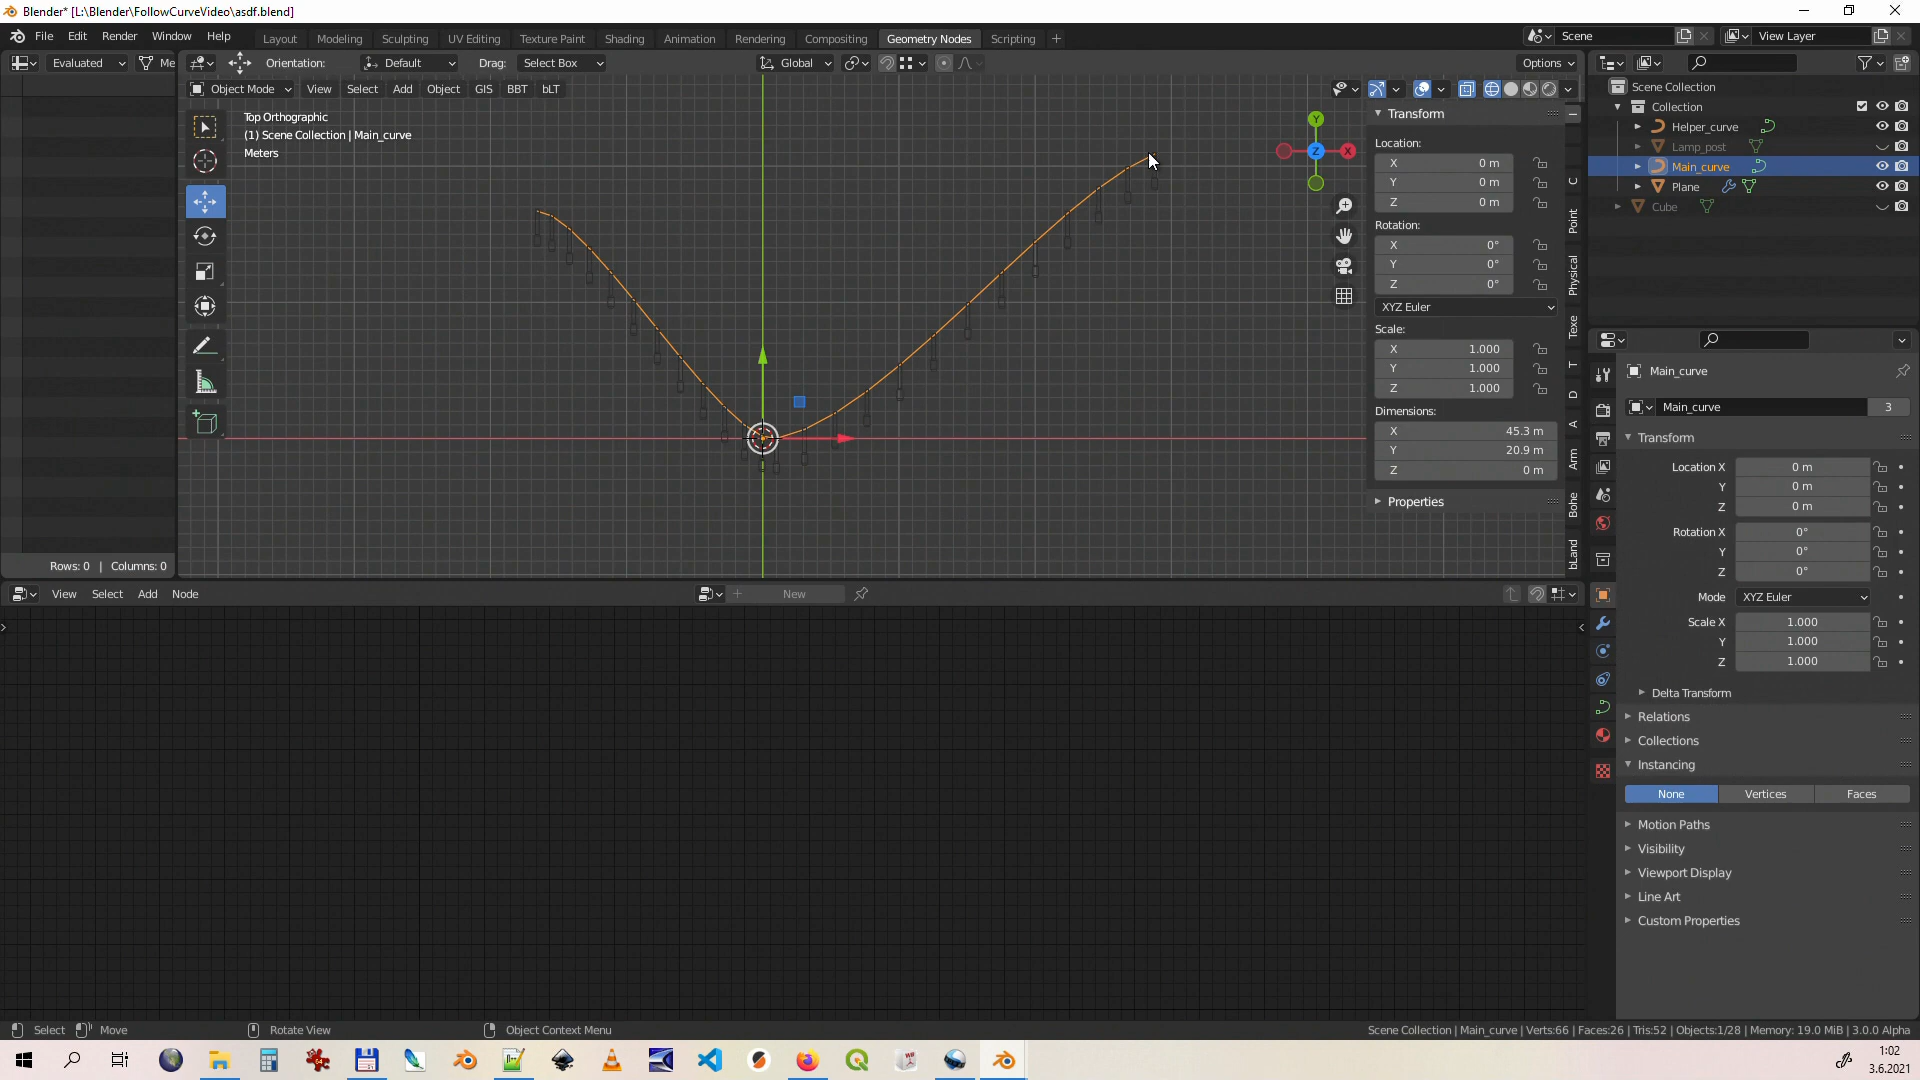 Blender* [L:\Blender\FollowCurveVideo\asdf.blend]
File Edit Render Window Help
Layout Modeling Sculpting UV Editing Texture Paint Shading Animation Rendering Compositing Geometry Nodes Scripting
Scene View Layer
Evaluated Me
Orientation: Default Drag: Select Box Global Options
Object Mode View Select Add Object GIS BBT bLT
Top Orthographic
(1) Scene Collection | Main_curve
Meters
Y
Z
X
Transform
Location:
X 0 m
Y 0 m
Z 0 m
Rotation:
X 0°
Y 0°
Z 0°
XYZ Euler
Scale:
X 1.000
Y 1.000
Z 1.000
Dimensions:
X 45.3 m
Y 20.9 m
Z 0 m
Properties
I
C
Point
Physical
Texe
T
D
A
Arm
Bohe
bLand
Scene Collection
Collection
Helper_curve
Lamp_post
Main_curve
Plane
Cube
Main_curve
Main_curve 3
Transform
Location X 0 m
Y 0 m
Z 0 m
Rotation X 0°
Y 0°
Z 0°
Mode XYZ Euler
Scale X 1.000
Y 1.000
Z 1.000
Delta Transform
Relations
Collections
Instancing
None Vertices Faces
Motion Paths
Visibility
Viewport Display
Line Art
Custom Properties
Rows: 0 | Columns: 0
View Select Add Node New
Select Move Rotate View Object Context Menu
Scene Collection | Main_curve | Verts:66 | Faces:26 | Tris:52 | Objects:1/28 | Memory: 19.0 MiB | 3.0.0 Alpha
1:02
3.6.2021